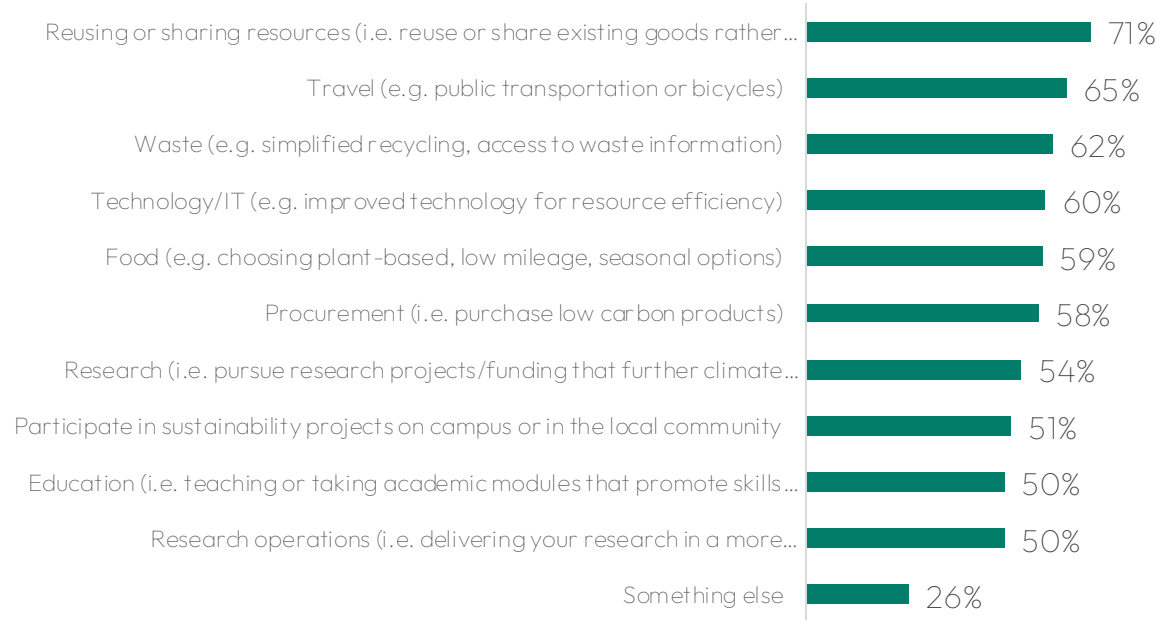 Reusing or sharing resources (i.e. reuse or share existing goods rather… 71%
Travel (e.g. public transportation or bicycles) 65%
Waste (e.g. simplified recycling, access to waste information) 62%
Technology/IT (e.g. improved technology for resource efficiency) 60%
Food (e.g. choosing plant-based, low mileage, seasonal options) 59%
Procurement (i.e. purchase low carbon products) 58%
Research (i.e. pursue research projects/funding that further climate… 54%
Participate in sustainability projects on campus or in the local community 51%
Education (i.e. teaching or taking academic modules that promote skills… 50%
Research operations (i.e. delivering your research in a more… 50%
Something else 26%